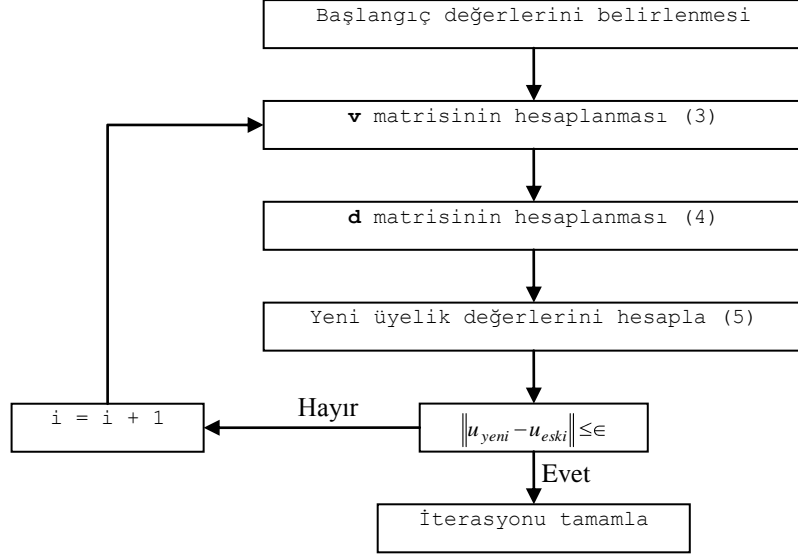 Başlangıç değerlerini belirlenmesi
v matrisinin hesaplanması (3)
d matrisinin hesaplanması (4)
Yeni üyelik değerlerini hesapla (5)
i = i + 1
Hayır
‖u_yeni − u_eski‖ ≤∈
Evet
İterasyonu tamamla